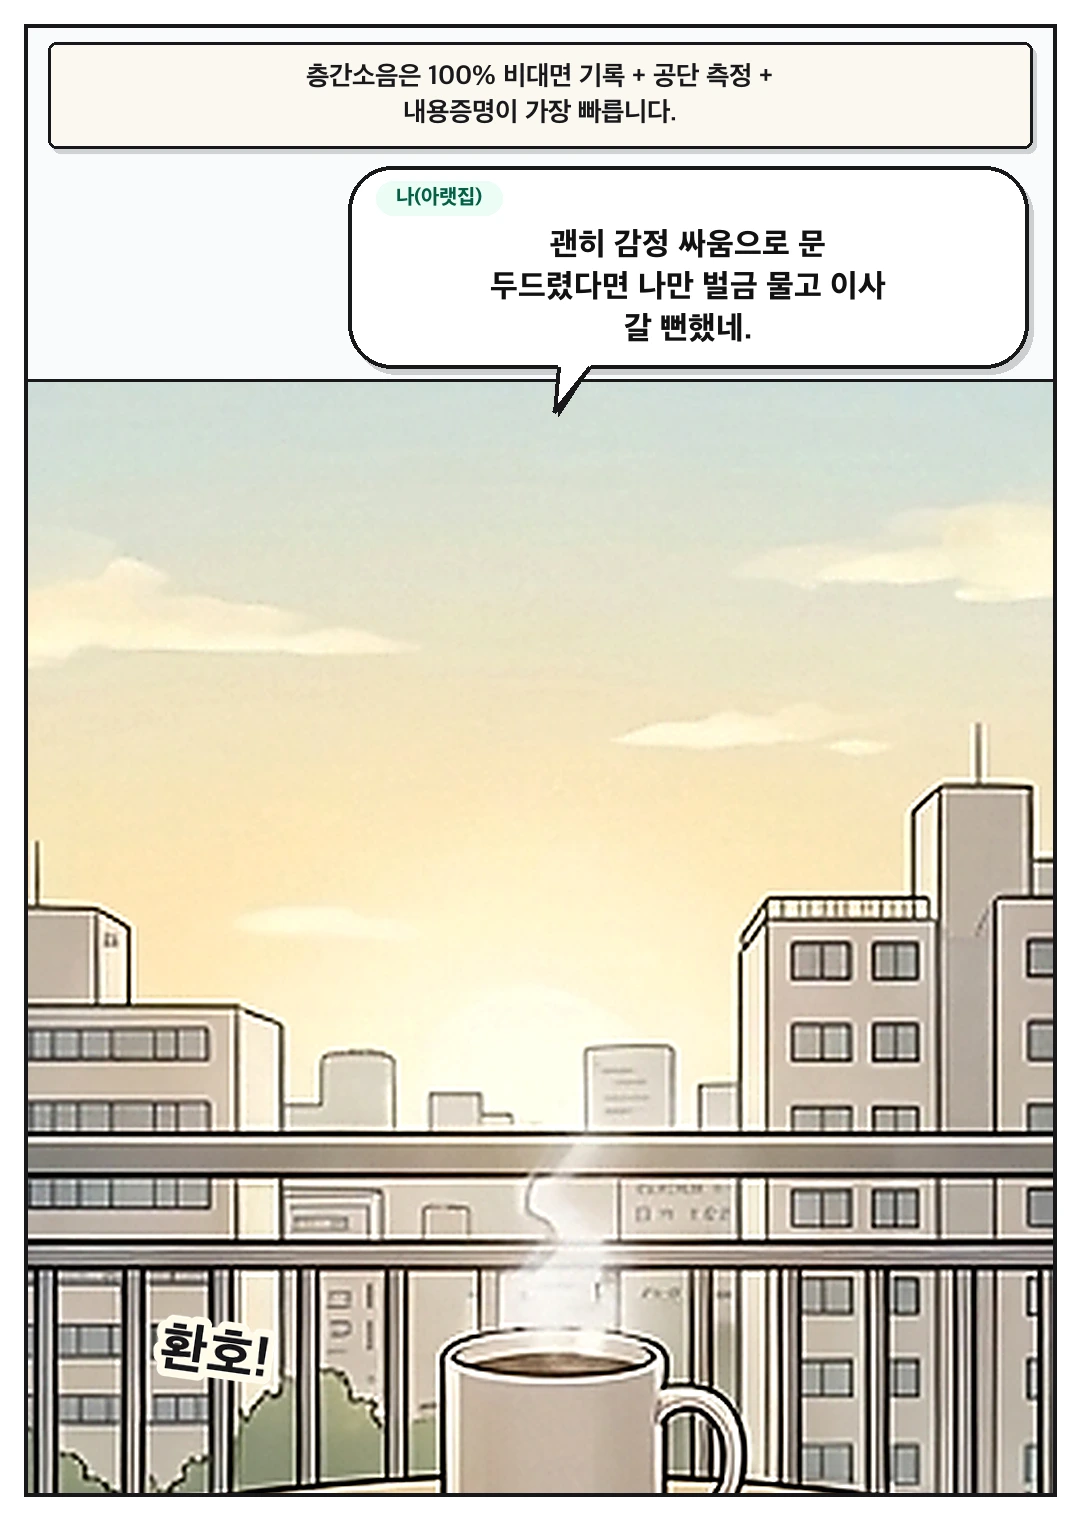 층간소음은 100% 비대면 기록 + 공단 측정 +
내용증명이 가장 빠릅니다.
나(아랫집)
괜히 감정 싸움으로 문
두드렸다면 나만 벌금 물고 이사
갈 뻔했네.
환호!